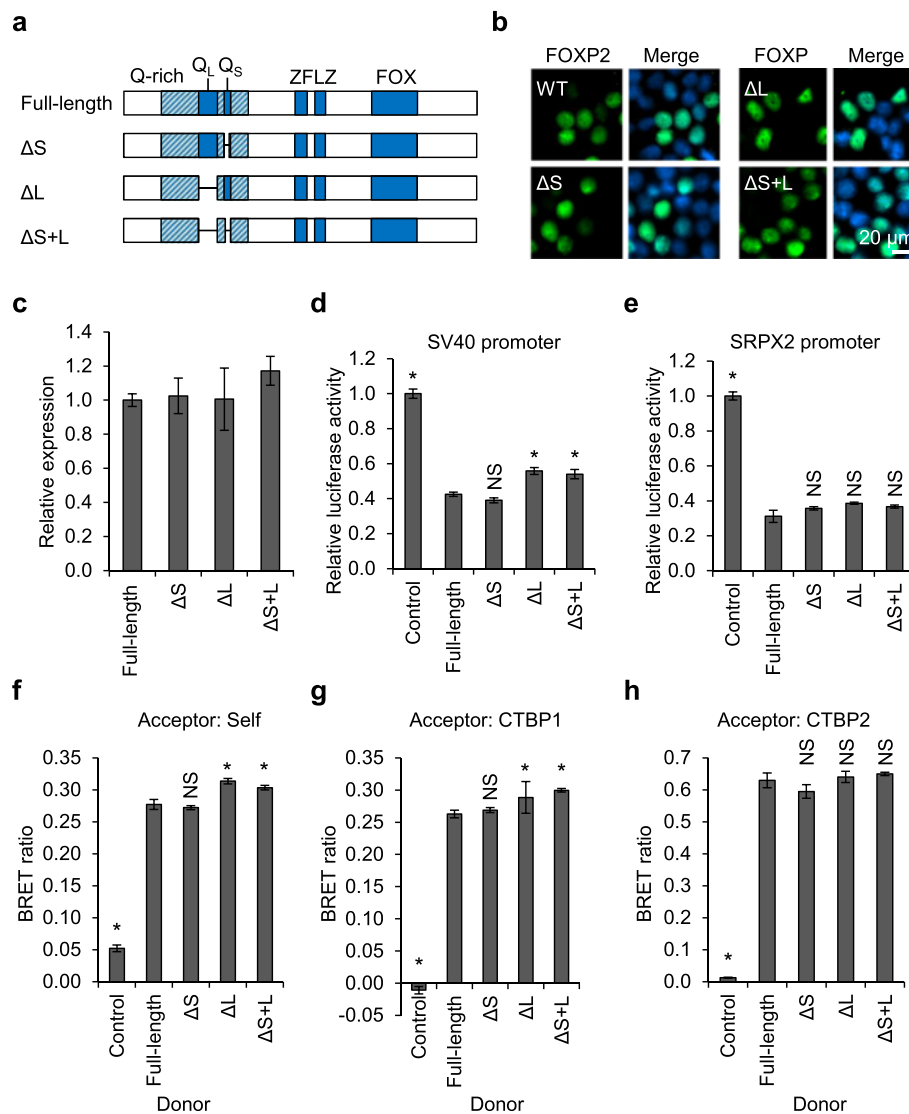 a
Q-rich QL QS ZF LZ FOX
Full-length
ΔS
ΔL
ΔS+L
b
FOXP2 Merge FOXP Merge
WT ΔL
ΔS ΔS+L
20 µm
c
Relative expression
1.4
1.2
1.0
0.8
0.6
0.4
0.2
0.0
Full-length ΔS ΔL ΔS+L
d
SV40 promoter
Relative luciferase activity
1.2
1.0
0.8
0.6
0.4
0.2
0.0
* NS * *
Control Full-length ΔS ΔL ΔS+L
e
SRPX2 promoter
Relative luciferase activity
1.2
1.0
0.8
0.6
0.4
0.2
0.0
* NS NS NS
Control Full-length ΔS ΔL ΔS+L
f
Acceptor: Self
BRET ratio
0.35
0.30
0.25
0.20
0.15
0.10
0.05
0.00
* NS * *
Control Full-length ΔS ΔL ΔS+L
Donor
g
Acceptor: CTBP1
BRET ratio
0.35
0.30
0.25
0.20
0.15
0.10
0.05
0.00
-0.05
* NS * *
Control Full-length ΔS ΔL ΔS+L
Donor
h
Acceptor: CTBP2
BRET ratio
0.7
0.6
0.5
0.4
0.3
0.2
0.1
0.0
* NS NS NS
Control Full-length ΔS ΔL ΔS+L
Donor